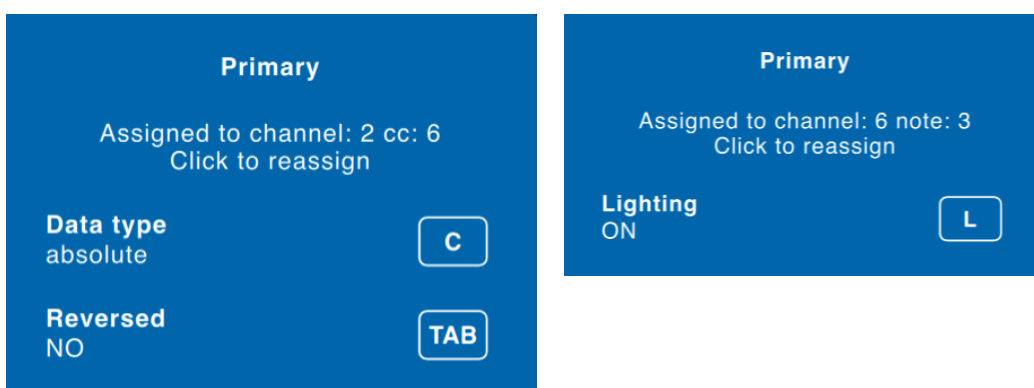 Primary
Assigned to channel: 2 cc: 6
Click to reassign
Data type
absolute
C
Reversed
NO
TAB
Primary
Assigned to channel: 6 note: 3
Click to reassign
Lighting
ON
L